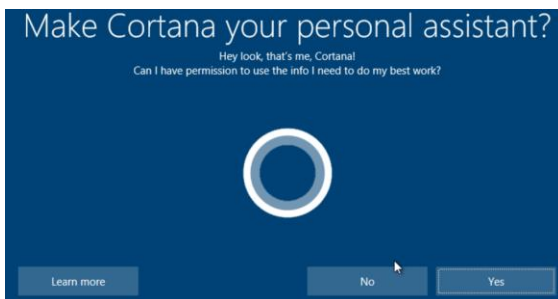 Make Cortana your personal assistant?
Hey look, that's me, Cortana!
Can I have permission to use the info I need to do my best work?
Learn more
No
Yes